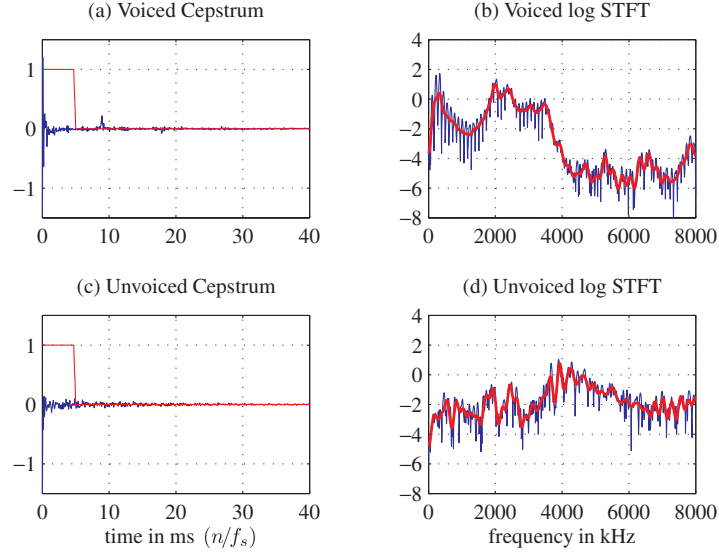 (a) Voiced Cepstrum
1
0
−1
0 10 20 30 40
(b) Voiced log STFT
4
2
0
−2
−4
−6
−8
0 2000 4000 6000 8000
(c) Unvoiced Cepstrum
1
0
−1
0 10 20 30 40
time in ms (n/fs)
(d) Unvoiced log STFT
4
2
0
−2
−4
−6
−8
0 2000 4000 6000 8000
frequency in kHz